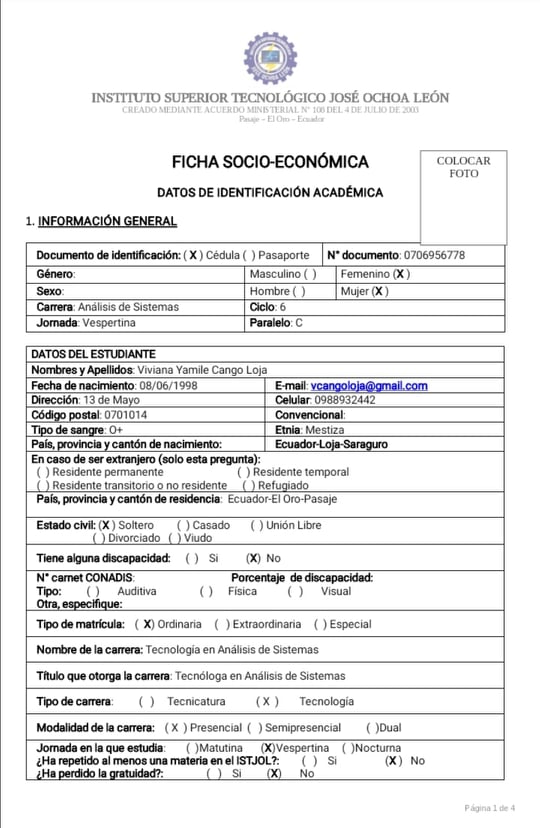 INSTITUTO SUPERIOR TECNOLÓGICO JOSÉ OCHOA LEÓN
CREADO MEDIANTE ACUERDO MINISTERIAL N° 108 DEL 4 DE JULIO DE 2003
Pasaje – El Oro – Ecuador
FICHA SOCIO-ECONÓMICA
COLOCAR
FOTO
DATOS DE IDENTIFICACIÓN ACADÉMICA
1. INFORMACIÓN GENERAL
Documento de identificación: ( X ) Cédula ( ) Pasaporte N° documento: 0706956778
Género: Masculino ( ) Femenino (X )
Sexo: Hombre ( ) Mujer (X )
Carrera: Análisis de Sistemas Ciclo: 6
Jornada: Vespertina Paralelo: C
DATOS DEL ESTUDIANTE
Nombres y Apellidos: Viviana Yamile Cango Loja
Fecha de nacimiento: 08/06/1998 E-mail: vcangoloja@gmail.com
Dirección: 13 de Mayo Celular: 0988932442
Código postal: 0701014 Convencional:
Tipo de sangre: O+ Etnia: Mestiza
País, provincia y cantón de nacimiento: Ecuador-Loja-Saraguro
En caso de ser extranjero (solo esta pregunta):
( ) Residente permanente ( ) Residente temporal
( ) Residente transitorio o no residente ( ) Refugiado
País, provincia y cantón de residencia: Ecuador-El Oro-Pasaje
Estado civil: (X ) Soltero ( ) Casado ( ) Unión Libre
( ) Divorciado ( ) Viudo
Tiene alguna discapacidad: ( ) Si (X) No
N° carnet CONADIS: Porcentaje de discapacidad:
Tipo: ( ) Auditiva ( ) Física ( ) Visual
Otra, especifique:
Tipo de matrícula: ( X) Ordinaria ( ) Extraordinaria ( ) Especial
Nombre de la carrera: Tecnología en Análisis de Sistemas
Título que otorga la carrera: Tecnóloga en Análisis de Sistemas
Tipo de carrera: ( ) Tecnicatura ( X ) Tecnología
Modalidad de la carrera: ( X ) Presencial ( ) Semipresencial ( )Dual
Jornada en la que estudia: ( )Matutina (X)Vespertina ( )Nocturna
¿Ha repetido al menos una materia en el ISTJOL?: ( ) Si (X ) No
¿Ha perdido la gratuidad?: ( ) Si (X) No
Página 1 de 4